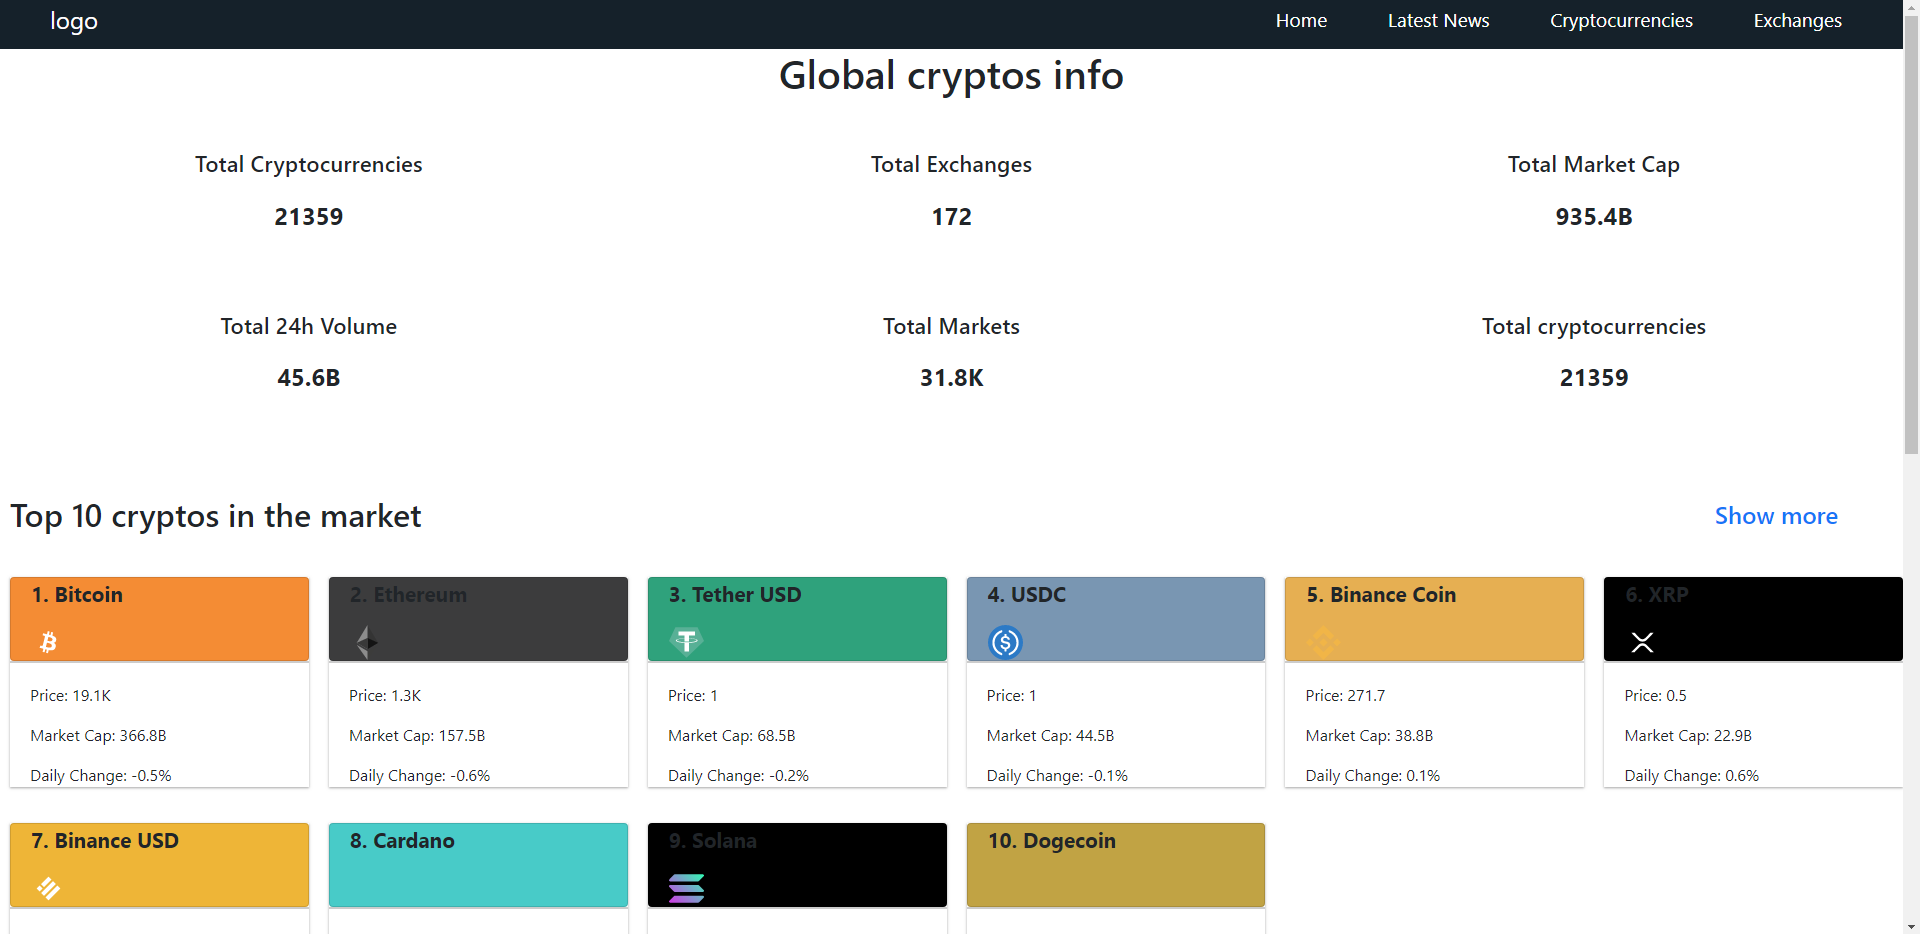 logo Home Latest News Cryptocurrencies Exchanges
Global cryptos info
Total Cryptocurrencies Total Exchanges Total Market Cap
21359 172 935.4B
Total 24h Volume Total Markets Total cryptocurrencies
45.6B 31.8K 21359
Top 10 cryptos in the market Show more
1. Bitcoin 2. Ethereum 3. Tether USD 4. USDC 5. Binance Coin 6. XRP
Price: 19.1K Price: 1.3K Price: 1 Price: 1 Price: 271.7 Price: 0.5
Market Cap: 366.8B Market Cap: 157.5B Market Cap: 68.5B Market Cap: 44.5B Market Cap: 38.8B Market Cap: 22.9B
Daily Change: -0.5% Daily Change: -0.6% Daily Change: -0.2% Daily Change: -0.1% Daily Change: 0.1% Daily Change: 0.6%
7. Binance USD 8. Cardano 9. Solana 10. Dogecoin